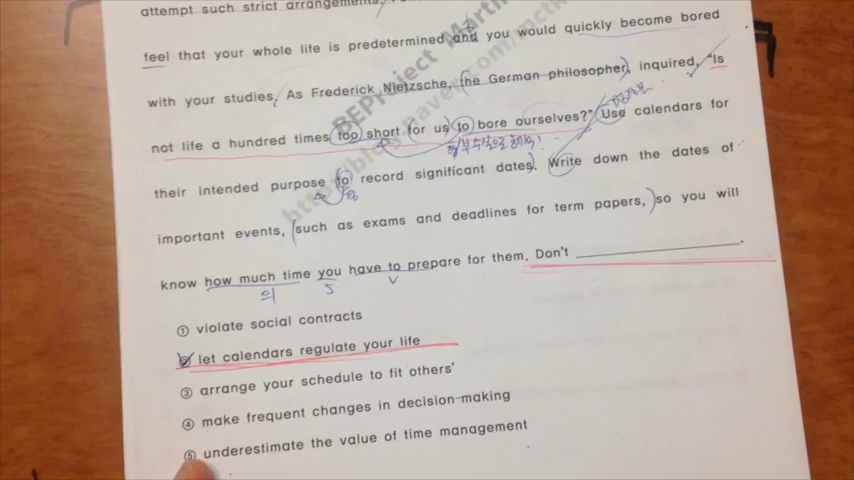 attempt such strict arrangements,
feel that your whole life is predetermined and you would quickly become bored
with your studies. As Frederick Nietzsche, the German philosopher, inquired, "Is
not life a hundred times too short for us to bore ourselves?" Use calendars for
their intended purpose to record significant dates. Write down the dates of
important events, such as exams and deadlines for term papers, so you will
know how much time you have to prepare for them. Don't ____________.
의 S V
① violate social contracts
② let calendars regulate your life
③ arrange your schedule to fit others'
④ make frequent changes in decision-making
⑤ underestimate the value of time management
BEProject Martin